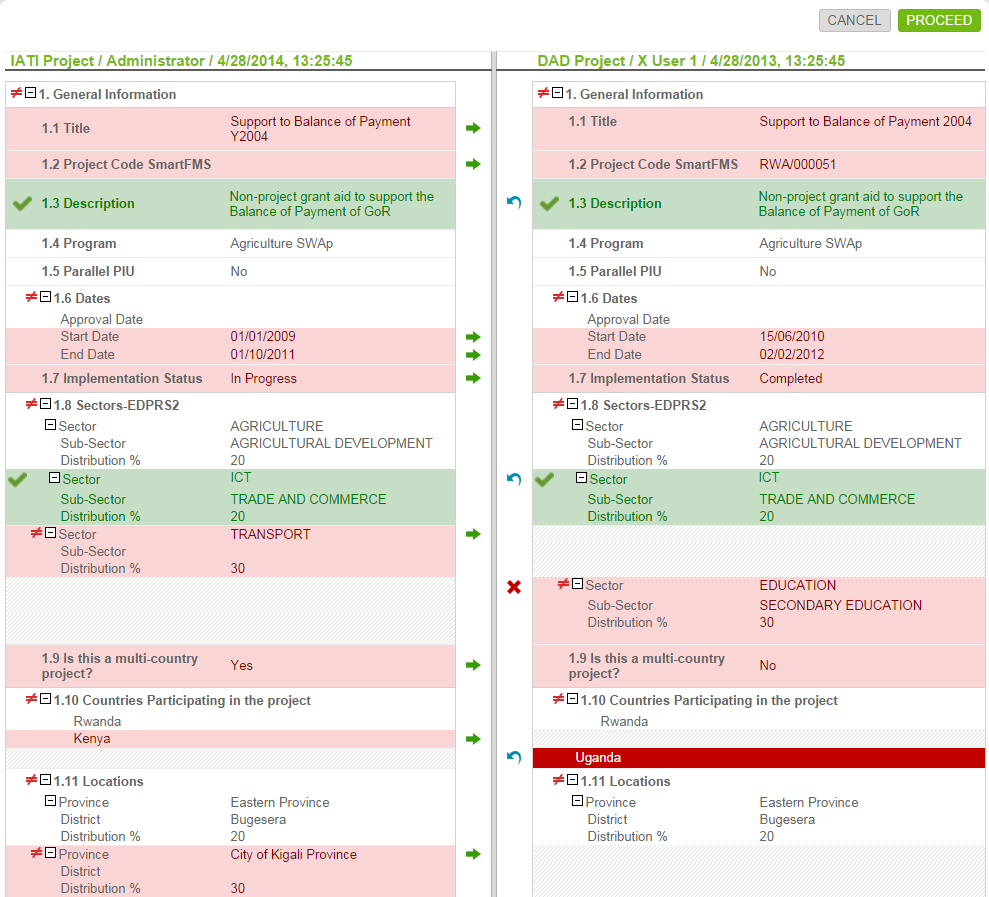 CANCEL PROCEED
IATI Project / Administrator / 4/28/2014, 13:25:45
1. General Information
1.1 Title Support to Balance of Payment
Y2004
1.2 Project Code SmartFMS
1.3 Description Non-project grant aid to support the
Balance of Payment of GoR
1.4 Program Agriculture SWAp
1.5 Parallel PIU No
1.6 Dates
Approval Date
Start Date 01/01/2009
End Date 01/10/2011
1.7 Implementation Status In Progress
1.8 Sectors-EDPRS2
Sector AGRICULTURE
Sub-Sector AGRICULTURAL DEVELOPMENT
Distribution % 20
Sector ICT
Sub-Sector TRADE AND COMMERCE
Distribution % 20
Sector TRANSPORT
Sub-Sector
Distribution % 30
1.9 Is this a multi-country
project? Yes
1.10 Countries Participating in the project
Rwanda
Kenya
1.11 Locations
Province Eastern Province
District Bugesera
Distribution % 20
Province City of Kigali Province
District
Distribution % 30
DAD Project / X User 1 / 4/28/2013, 13:25:45
1. General Information
1.1 Title Support to Balance of Payment 2004
1.2 Project Code SmartFMS RWA/000051
1.3 Description Non-project grant aid to support the
Balance of Payment of GoR
1.4 Program Agriculture SWAp
1.5 Parallel PIU No
1.6 Dates
Approval Date
Start Date 15/06/2010
End Date 02/02/2012
1.7 Implementation Status Completed
1.8 Sectors-EDPRS2
Sector AGRICULTURE
Sub-Sector AGRICULTURAL DEVELOPMENT
Distribution % 20
Sector ICT
Sub-Sector TRADE AND COMMERCE
Distribution % 20
Sector EDUCATION
Sub-Sector SECONDARY EDUCATION
Distribution % 30
1.9 Is this a multi-country
project? No
1.10 Countries Participating in the project
Rwanda
Uganda
1.11 Locations
Province Eastern Province
District Bugesera
Distribution % 20